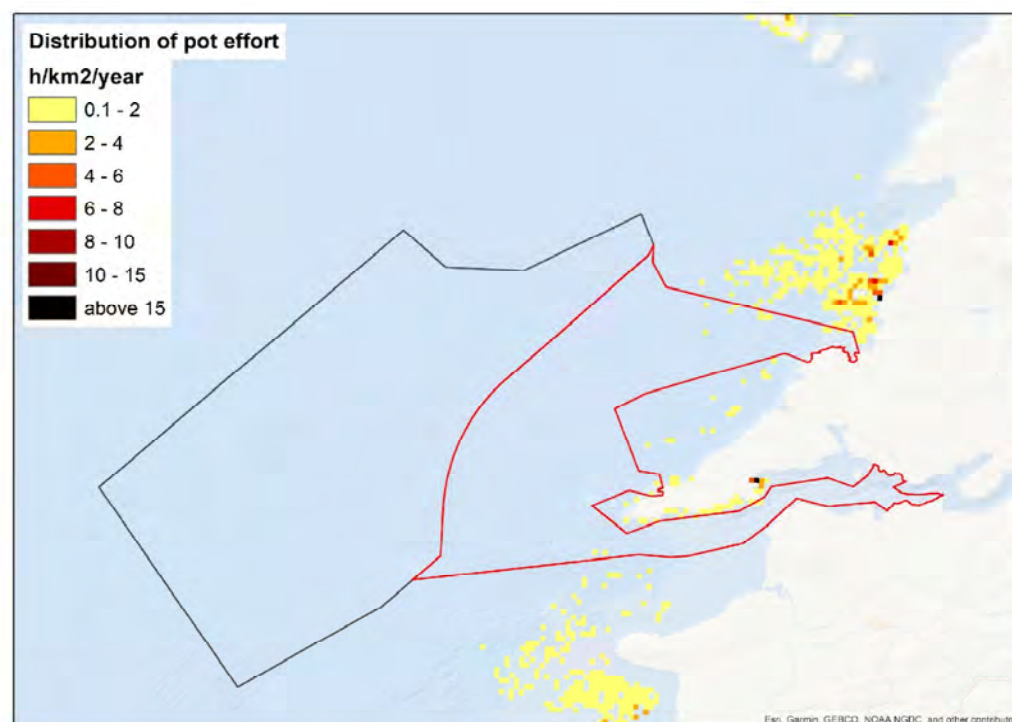 Distribution of pot effort
h/km2/year
0.1 - 2
2 - 4
4 - 6
6 - 8
8 - 10
10 - 15
above 15
Esri, Garmin, GEBCO, NOAA NGDC, and other contributors